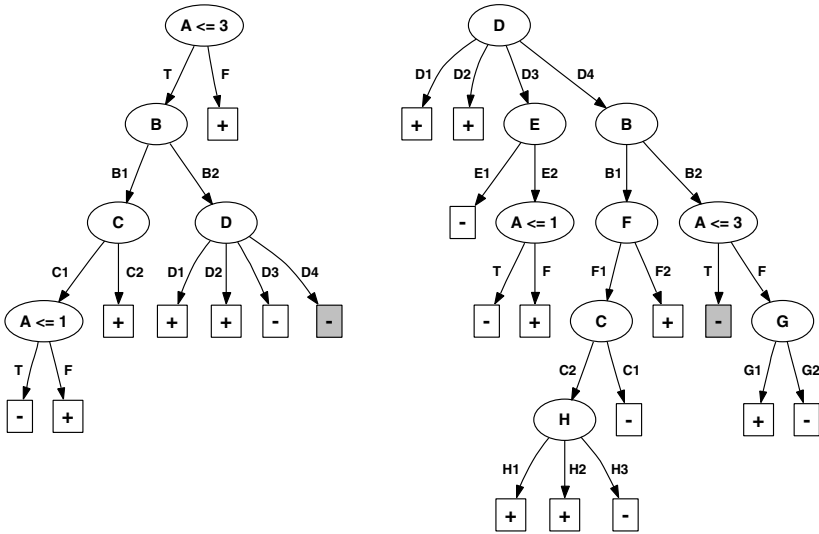 A <= 3 D
T F D1 D2 D3 D4
B + + + E B
B1 B2 E1 E2 B1 B2
C D - A <= 1 F A <= 3
C1 C2 D1 D2 D3 D4 T F F1 F2 T F
A <= 1 + + + - - - + C + - G
T F C2 C1 G1 G2
- + H - + -
H1 H2 H3
+ + -